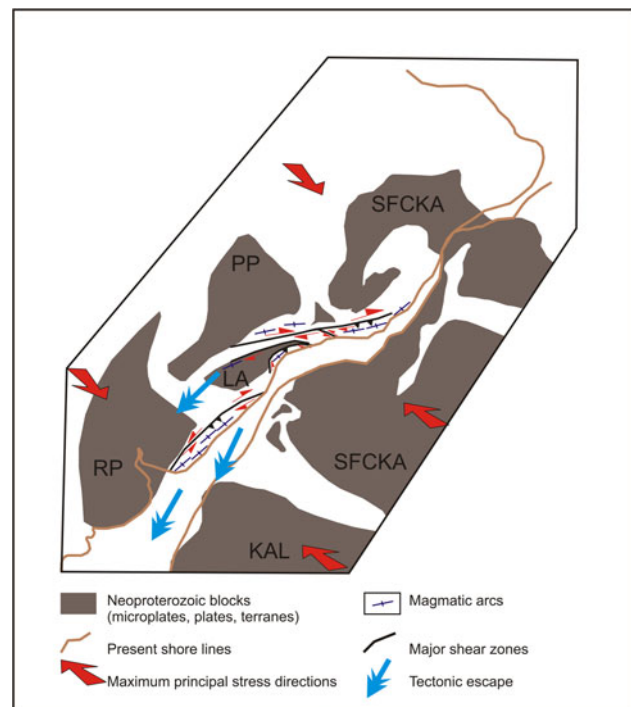 SFCKA
PP
LA
SFCKA
RP
KAL
Neoproterozoic blocks
(microplates, plates, terranes)
Magmatic arcs
Present shore lines
Major shear zones
Maximum principal stress directions
Tectonic escape